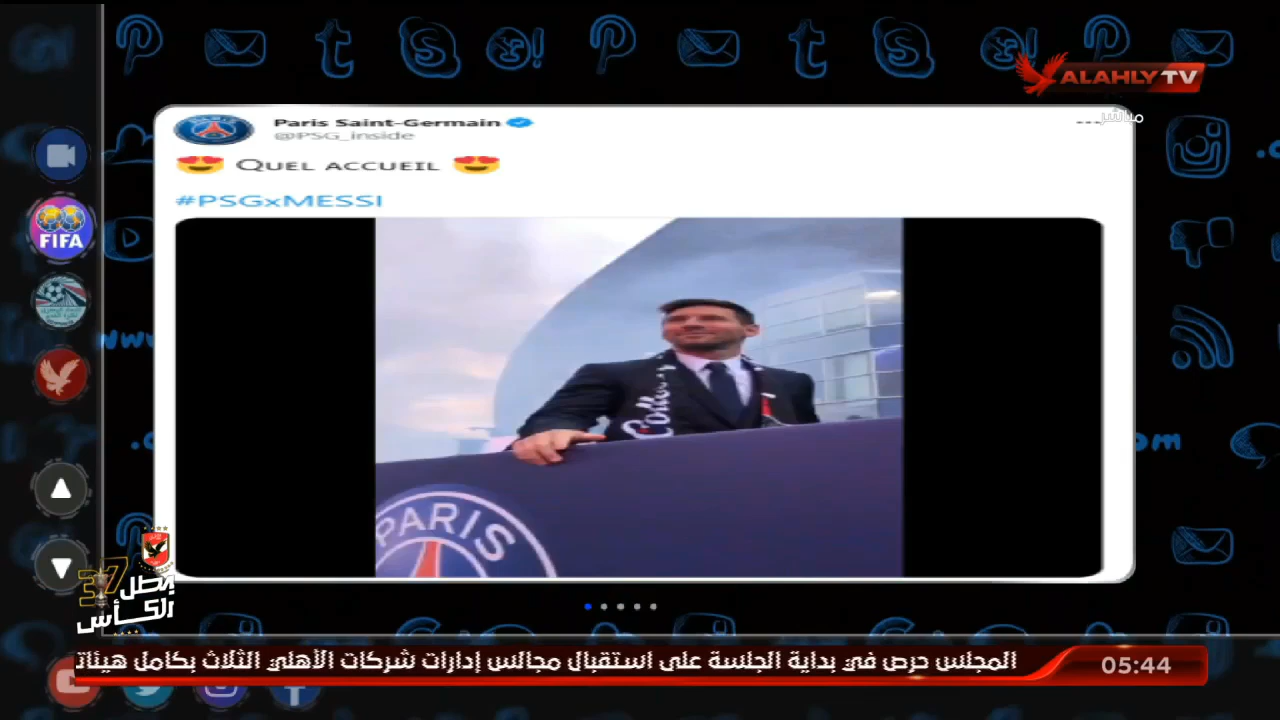 ALAHLY TV
مباشر
Paris Saint-Germain
@PSG_inside
QUEL ACCUEIL
#PSGxMESSI
FIFA
PARIS
بطل
الكأس
37
المجلس حرص في بداية الجلسة على استقبال مجالس إدارات شركات الأهلي الثلاث بكامل هيئات
05:44